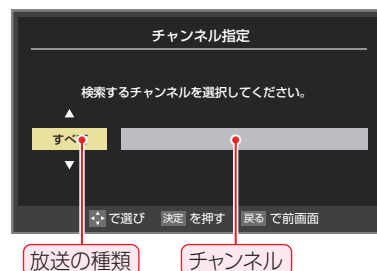 チャンネル指定
検索するチャンネルを選択してください。
▲
すべて
▼
で選び 決定 を押す 戻る で前画面
放送の種類 チャンネル